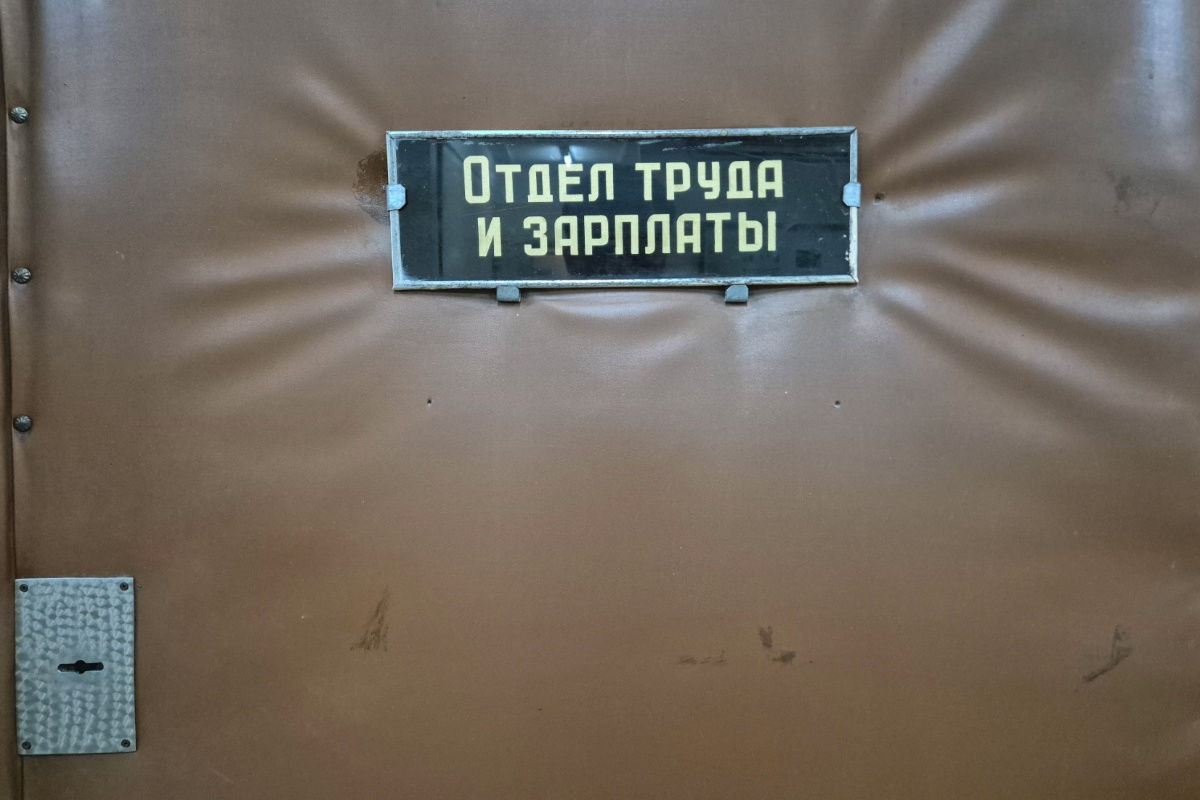 Отдел труда
и зарплаты